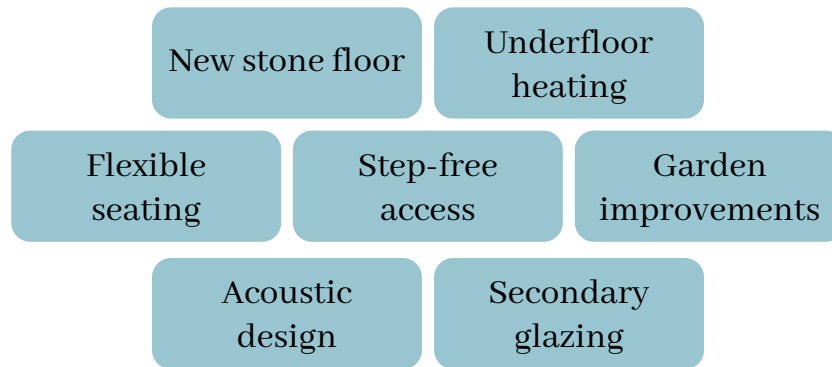 New stone floor
Underfloor
heating
Flexible
seating
Step-free
access
Garden
improvements
Acoustic
design
Secondary
glazing